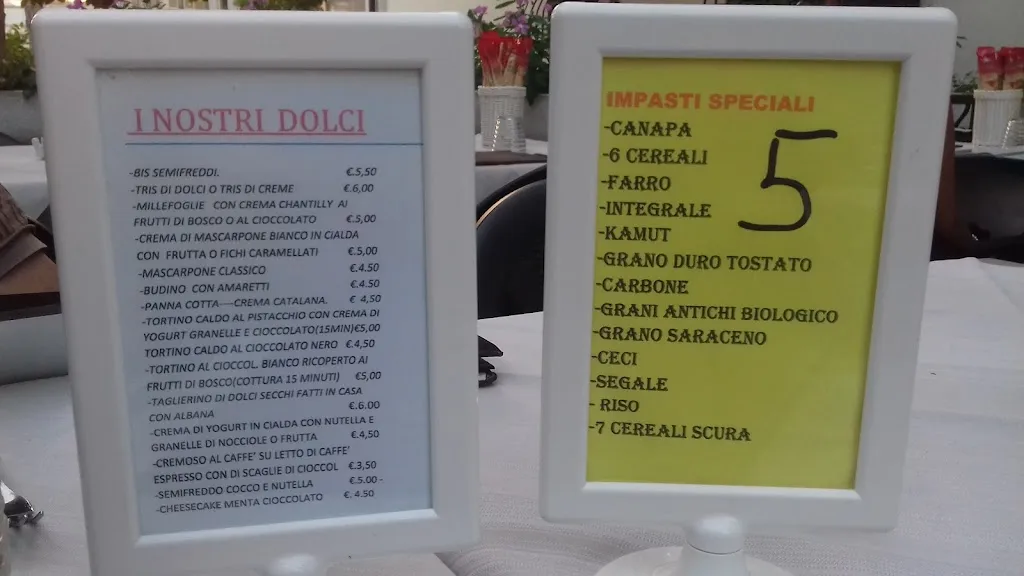 I NOSTRI DOLCI
-BIS SEMIFREDDI. €.5,50
-TRIS DI DOLCI O TRIS DI CREME €.6,00
-MILLEFOGLIE CON CREMA CHANTILLY AI
FRUTTI DI BOSCO O AL CIOCCOLATO €.5,00
-CREMA DI MASCARPONE BIANCO IN CIALDA
CON FRUTTA O FICHI CARAMELLATI €.5,00
-MASCARPONE CLASSICO €.4.50
-BUDINO CON AMARETTI €.4.50
-PANNA COTTA----CREMA CATALANA. € 4,50
-TORTINO CALDO AL PISTACCHIO CON CREMA DI
YOGURT GRANELLE E CIOCCOLATO(15MIN)€5,00
TORTINO CALDO AL CIOCCOLATO NERO €.4,50
-TORTINO AL CIOCCOL. BIANCO RICOPERTO AI
FRUTTI DI BOSCO(COTTURA 15 MINUTI) €5,00
-TAGLIERINO DI DOLCI SECCHI FATTI IN CASA
CON ALBANA €.6.00
-CREMA DI YOGURT IN CIALDA CON NUTELLA E
GRANELLE DI NOCCIOLE O FRUTTA €.4,50
-CREMOSO AL CAFFE' SU LETTO DI CAFFE'
ESPRESSO CON DI SCAGLIE DI CIOCCOL €.3,50
-SEMIFREDDO COCCO E NUTELLA €.5.00 -
-CHEESECAKE MENTA CIOCCOLATO €. 4.50
IMPASTI SPECIALI
-CANAPA
-6 CEREALI
-FARRO
-INTEGRALE
-KAMUT
-GRANO DURO TOSTATO
-CARBONE
-GRANI ANTICHI BIOLOGICO
-GRANO SARACENO
-CECI
-SEGALE
- RISO
-7 CEREALI SCURA
5